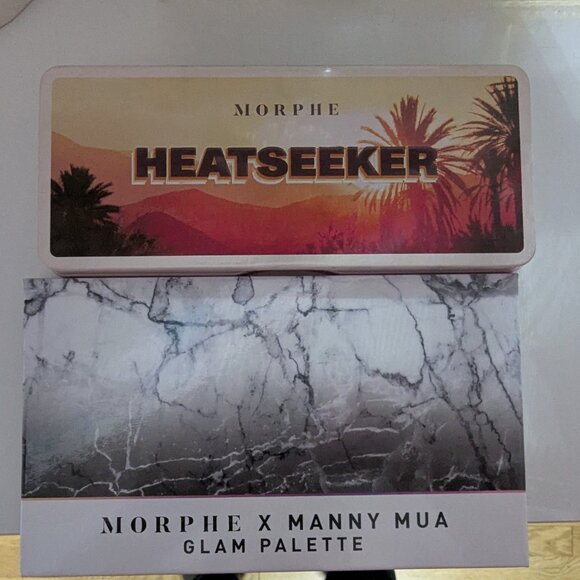 MORPHE
HEATSEEKER
MORPHE X MANNY MUA
GLAM PALETTE